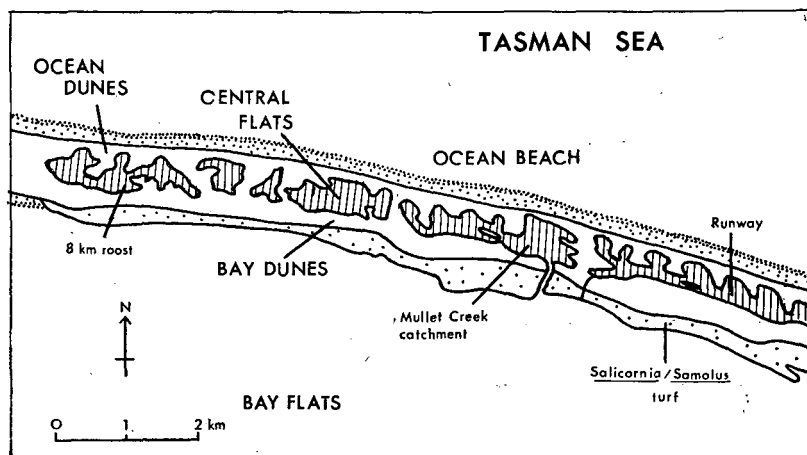 TASMAN SEA
OCEAN
DUNES
CENTRAL
FLATS
OCEAN BEACH
Runway
8 km roost
BAY DUNES
Mullet Creek
catchment
N
Salicornia/Samolus
turf
BAY FLATS
0 1 2 km